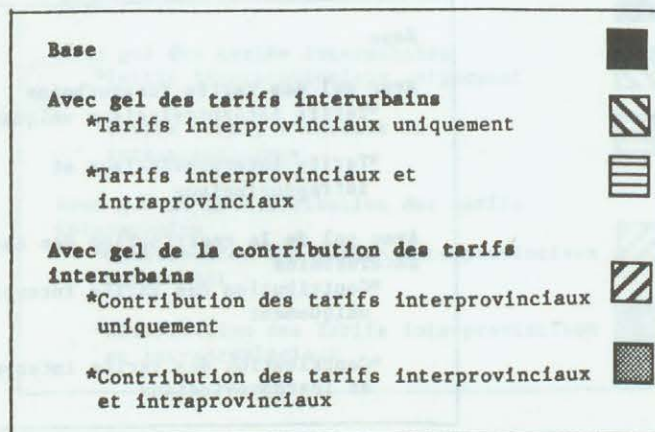 Base
Avec gel des tarifs interurbains
*Tarifs interprovinciaux uniquement
*Tarifs interprovinciaux et
intraprovinciaux
Avec gel de la contribution des tarifs
interurbains
*Contribution des tarifs interprovinciaux
uniquement
*Contribution des tarifs interprovinciaux
et intraprovinciaux